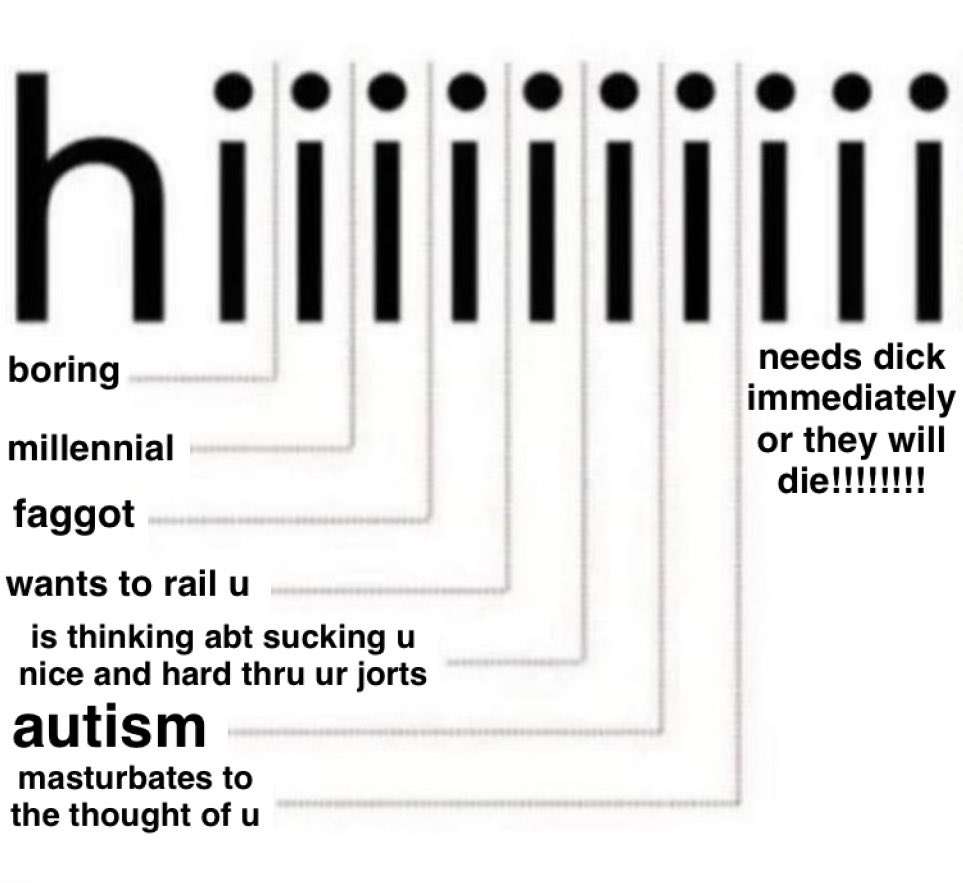 hiiiiiiiiii
boring
millennial
faggot
wants to rail u
is thinking abt sucking u
nice and hard thru ur jorts
autism
masturbates to
the thought of u
needs dick
immediately
or they will
die!!!!!!!!